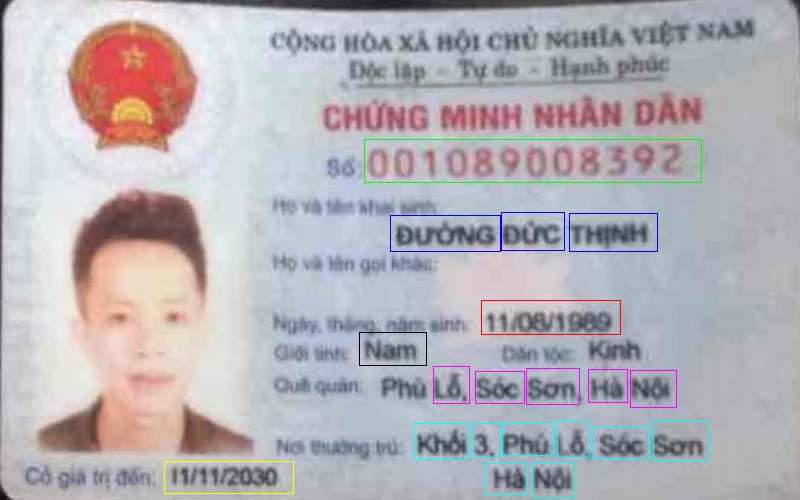 CỘNG HÒA XÃ HỘI CHỦ NGHĨA VIỆT NAM
Độc lập - Tự do - Hạnh phúc
CHỨNG MINH NHÂN DÂN
Số: 001089008392
Họ và tên khai sinh:
ĐƯỜNG ĐỨC THỊNH
Họ và tên gọi khác:
Ngày, tháng, năm sinh: 11/08/1989
Giới tính: Nam Dân tộc: Kinh
Quê quán: Phù Lỗ, Sóc Sơn, Hà Nội
Nơi thường trú: Khối 3, Phú Lỗ, Sóc Sơn
Hà Nội
Có giá trị đến: 11/11/2030